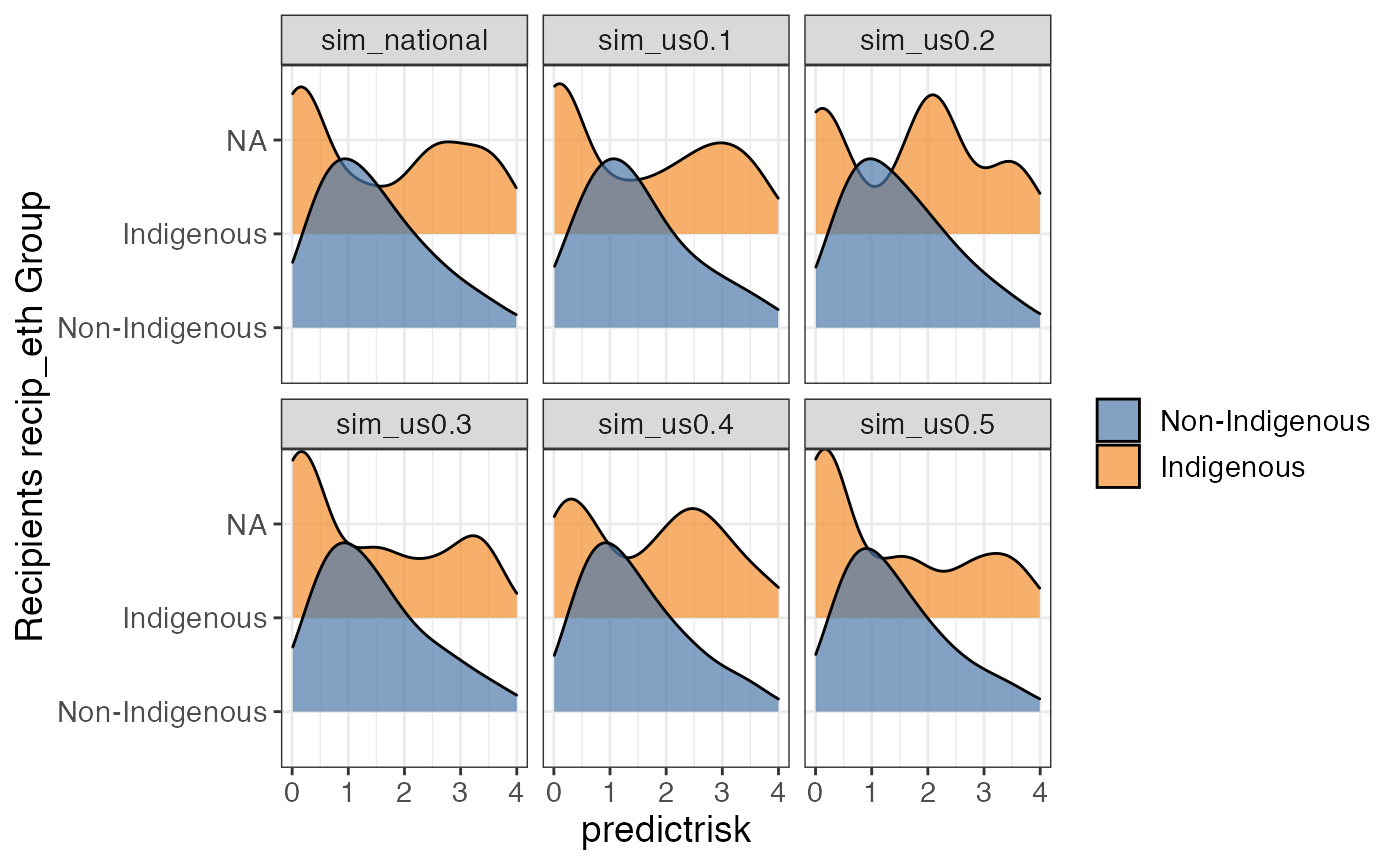 sim_national
sim_us0.1
sim_us0.2
NA
Indigenous
Non-Indigenous
sim_us0.3
sim_us0.4
sim_us0.5
NA
Indigenous
Non-Indigenous
0 1 2 3 4
0 1 2 3 4
0 1 2 3 4
predictrisk
Recipients recip_eth Group
Non-Indigenous
Indigenous